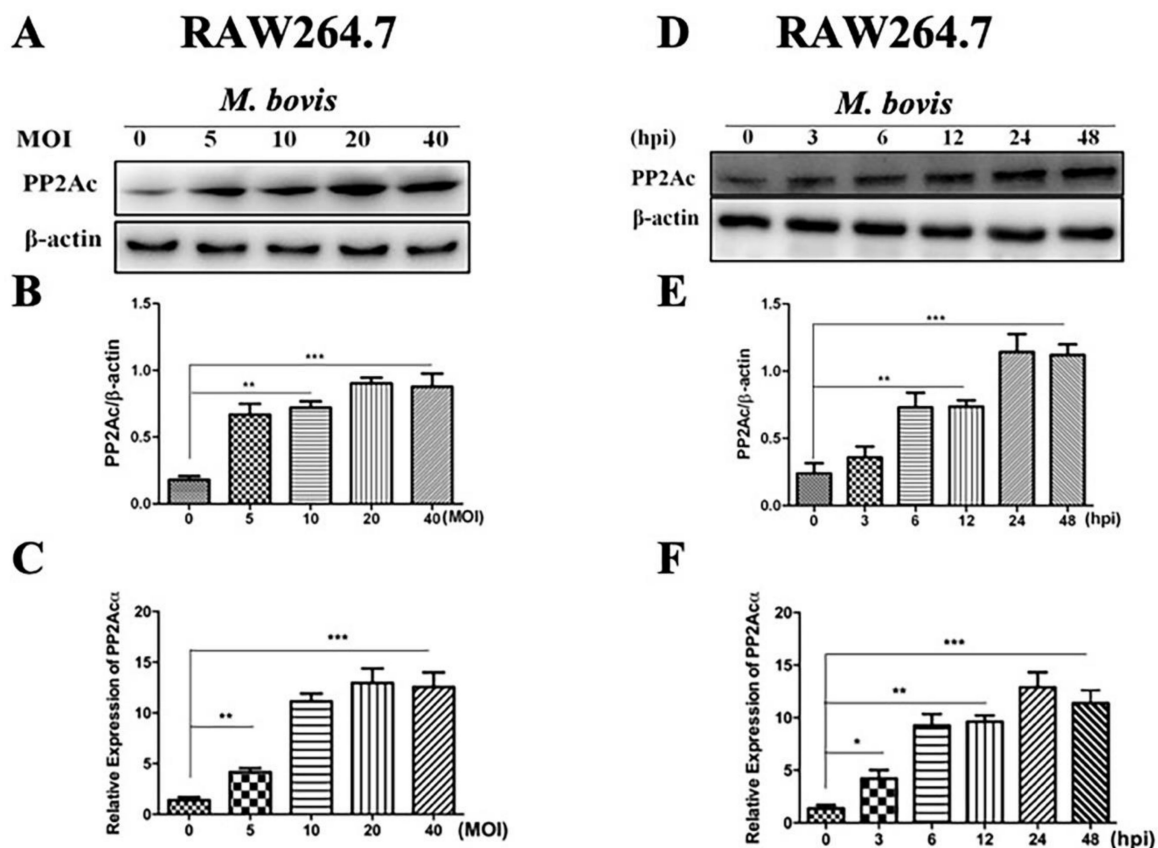 A RAW264.7
M. bovis
MOI 0 5 10 20 40
PP2Ac
β-actin
B
PP2Ac/β-actin
1.5
1.0
0.5
0.0
**
***
0 5 10 20 40 (MOI)
C
Relative Expression of PP2Acα
20
15
10
5
0
**
***
0 5 10 20 40 (MOI)
D RAW264.7
M. bovis
(hpi) 0 3 6 12 24 48
PP2Ac
β-actin
E
PP2Ac/β-actin
1.5
1.0
0.5
0.0
**
***
0 3 6 12 24 48 (hpi)
F
Relative Expression of PP2Acα
20
15
10
5
0
*
**
***
0 3 6 12 24 48 (hpi)